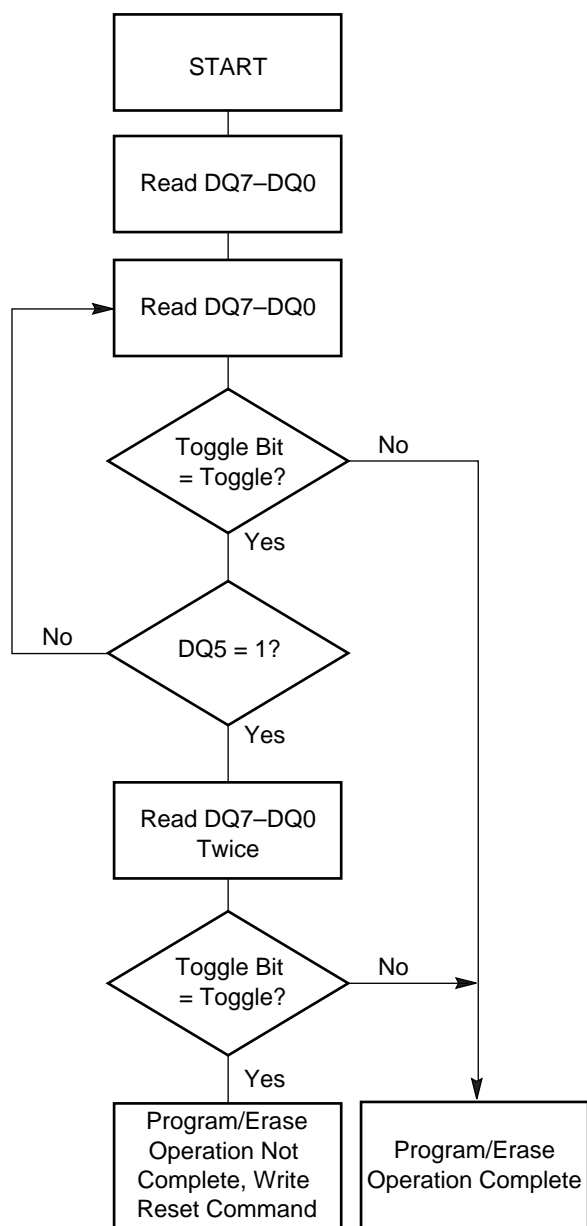 START
Read DQ7–DQ0
Read DQ7–DQ0
Toggle Bit
= Toggle?
No
Yes
No
DQ5 = 1?
Yes
Read DQ7–DQ0
Twice
Toggle Bit
= Toggle?
No
Yes
Program/Erase
Operation Not
Complete, Write
Reset Command
Program/Erase
Operation Complete